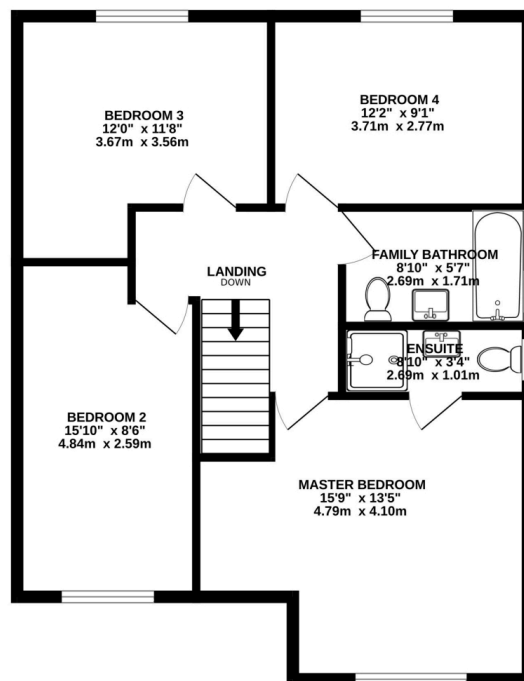 BEDROOM 3
12'0" x 11'8"
3.67m x 3.56m
BEDROOM 4
12'2" x 9'1"
3.71m x 2.77m
FAMILY BATHROOM
8'10" x 5'7"
2.69m x 1.71m
LANDING
DOWN
ENSUITE
8'10" x 3'4"
2.69m x 1.01m
BEDROOM 2
15'10" x 8'6"
4.84m x 2.59m
MASTER BEDROOM
15'9" x 13'5"
4.79m x 4.10m